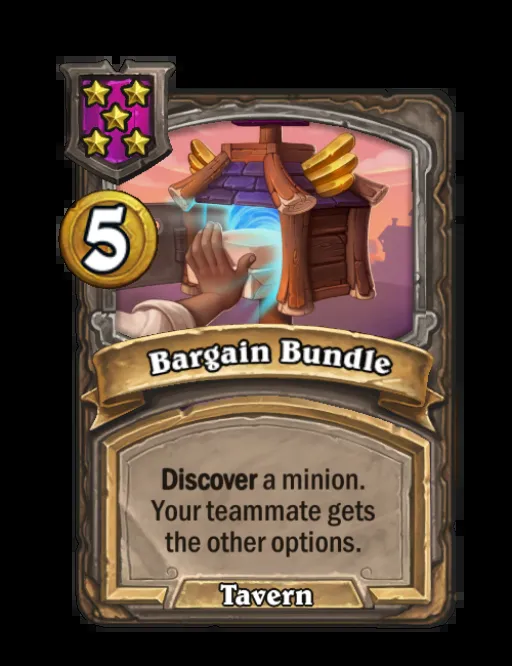 5
Bargain Bundle
Discover a minion.
Your teammate gets
the other options.
Tavern